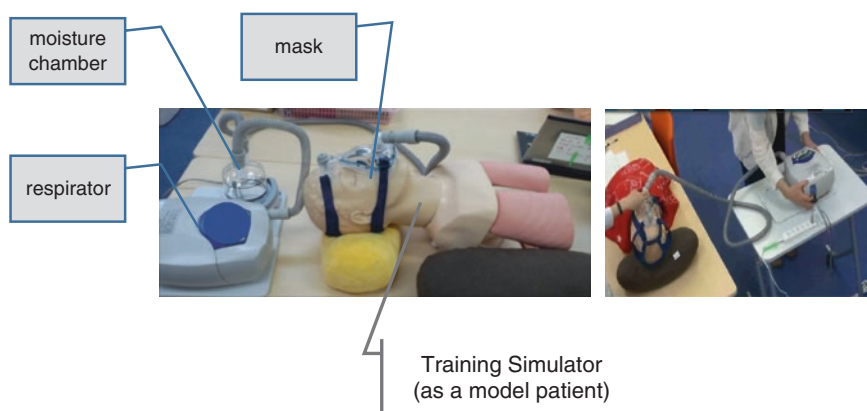 moisture
chamber
mask
respirator
Training Simulator
(as a model patient)